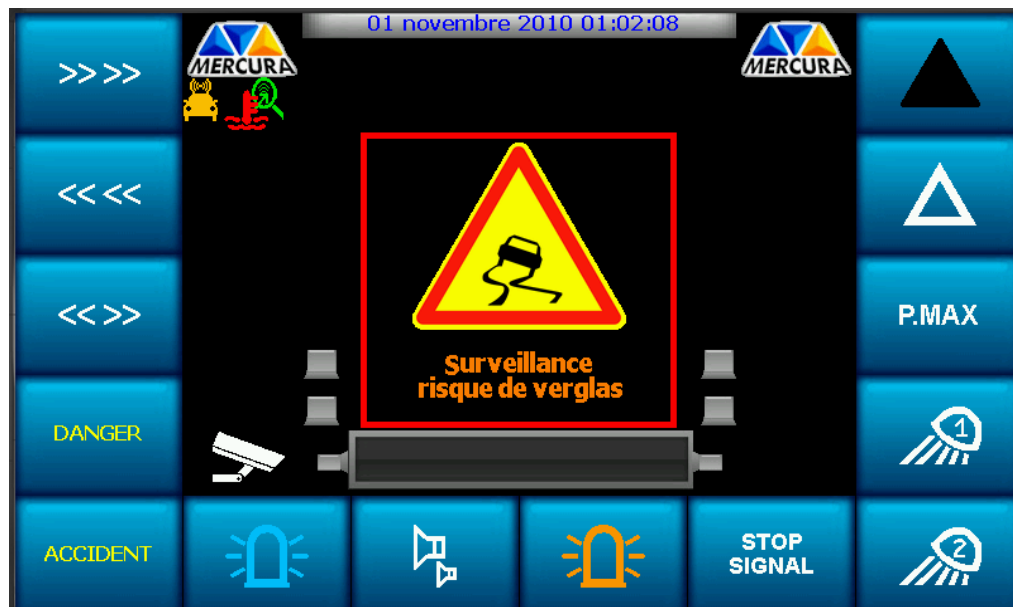 01 novembre 2010 01:02:08
MERCURA
MERCURA
>> >>
<< <<
<< >>
DANGER
ACCIDENT
Surveillance
risque de verglas
P.MAX
1
2
STOP
SIGNAL